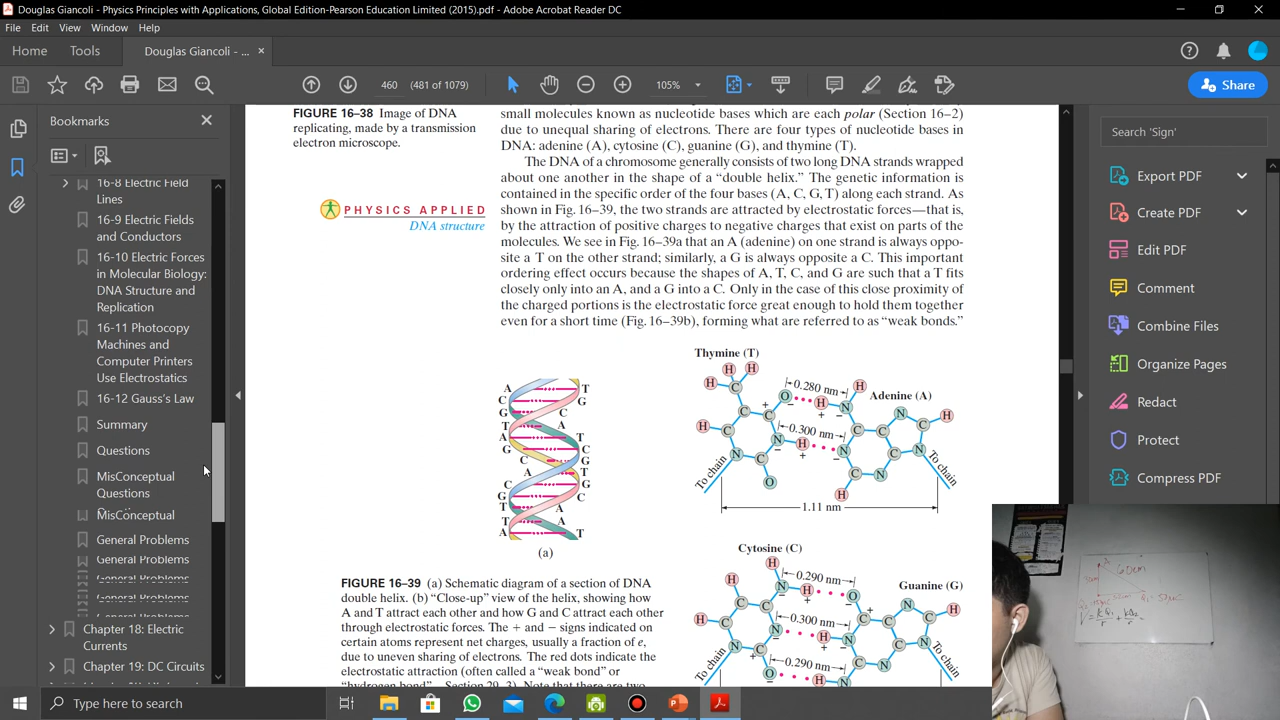 Douglas Giancoli - Physics Principles with Applications, Global Edition-Pearson Education Limited (2015).pdf - Adobe Acrobat Reader DC
File Edit View Window Help
Home Tools Douglas Giancoli - ... ×
460 (481 of 1079) 105% Share
Bookmarks
16-8 Electric Field
Lines
16-9 Electric Fields
and Conductors
16-10 Electric Forces
in Molecular Biology:
DNA Structure and
Replication
16-11 Photocopy
Machines and
Computer Printers
Use Electrostatics
16-12 Gauss's Law
Summary
Questions
MisConceptual
Questions
MisConceptual
General Problems
General Problems
General Problems
General Problems
Chapter 18: Electric
Currents
Chapter 19: DC Circuits
FIGURE 16–38 Image of DNA
replicating, made by a transmission
electron microscope.
PHYSICS APPLIED
DNA structure
small molecules known as nucleotide bases which are each polar (Section 16–2)
due to unequal sharing of electrons. There are four types of nucleotide bases in
DNA: adenine (A), cytosine (C), guanine (G), and thymine (T).
The DNA of a chromosome generally consists of two long DNA strands wrapped
about one another in the shape of a “double helix.” The genetic information is
contained in the specific order of the four bases (A, C, G, T) along each strand. As
shown in Fig. 16–39, the two strands are attracted by electrostatic forces—that is,
by the attraction of positive charges to negative charges that exist on parts of the
molecules. We see in Fig. 16–39a that an A (adenine) on one strand is always oppo-
site a T on the other strand; similarly, a G is always opposite a C. This important
ordering effect occurs because the shapes of A, T, C, and G are such that a T fits
closely only into an A, and a G into a C. Only in the case of this close proximity of
the charged portions is the electrostatic force great enough to hold them together
even for a short time (Fig. 16–39b), forming what are referred to as “weak bonds.”
Thymine (T)
0.280 nm
Adenine (A)
0.300 nm
To chain
To chain
1.11 nm
(a)
Cytosine (C)
0.290 nm
Guanine (G)
0.300 nm
0.290 nm
FIGURE 16–39 (a) Schematic diagram of a section of DNA
double helix. (b) “Close-up” view of the helix, showing how
A and T attract each other and how G and C attract each other
through electrostatic forces. The + and − signs indicated on
certain atoms represent net charges, usually a fraction of e,
due to uneven sharing of electrons. The red dots indicate the
electrostatic attraction (often called a “weak bond” or
Search 'Sign'
Export PDF
Create PDF
Edit PDF
Comment
Combine Files
Organize Pages
Redact
Protect
Compress PDF
60cm
Type here to search